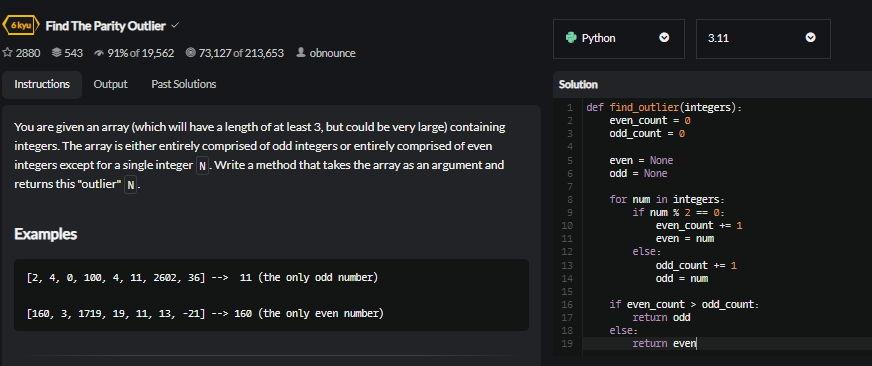 6 kyu Find The Parity Outlier
2880 543 91% of 19,562 73,127 of 213,653 obnounce
Instructions Output Past Solutions
You are given an array (which will have a length of at least 3, but could be very large) containing
integers. The array is either entirely comprised of odd integers or entirely comprised of even
integers except for a single integer N. Write a method that takes the array as an argument and
returns this "outlier" N.
Examples
[2, 4, 0, 100, 4, 11, 2602, 36] --> 11 (the only odd number)
[160, 3, 1719, 19, 11, 13, -21] --> 160 (the only even number)
Python 3.11
Solution
1 def find_outlier(integers):
2     even_count = 0
3     odd_count = 0
4
5     even = None
6     odd = None
7
8     for num in integers:
9         if num % 2 == 0:
10             even_count += 1
11             even = num
12         else:
13             odd_count += 1
14             odd = num
15
16     if even_count > odd_count:
17         return odd
18     else:
19         return even